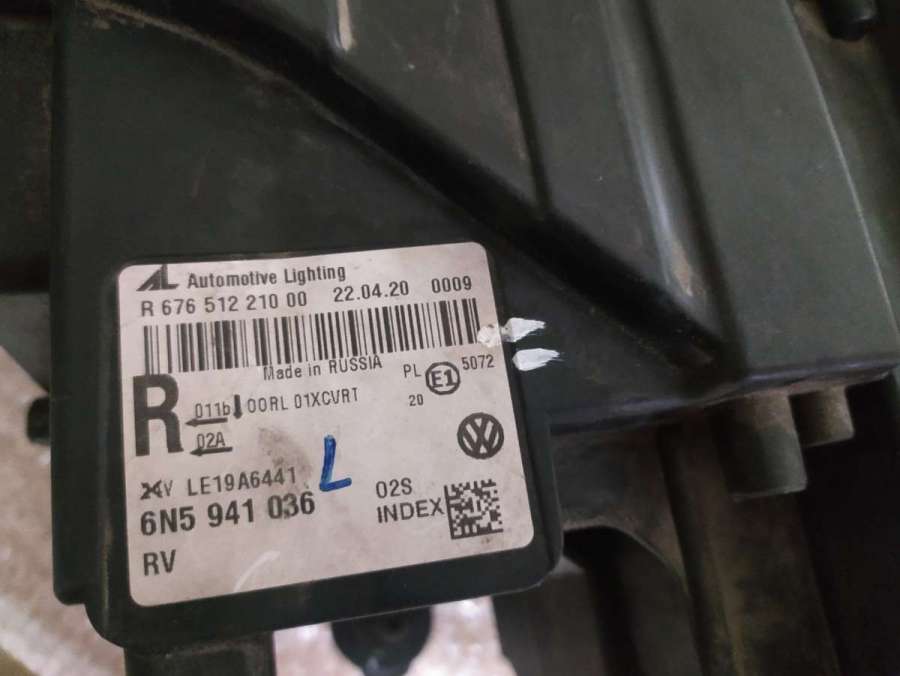 AL Automotive Lighting
R 676 512 210 00 22.04.20 0009
Made in RUSSIA
R
011b 00RL 01XCVRT
PL E1 5072
20
02A
LE19A6441
L
6N5 941 036
02S
INDEX
RV